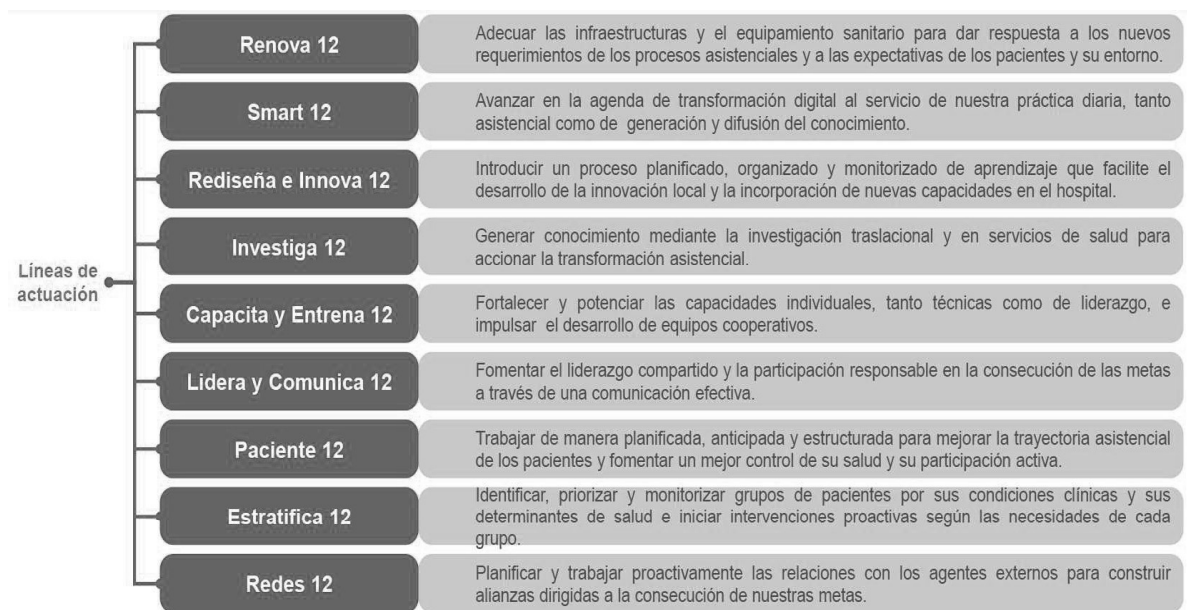 Líneas de
actuación
Renova 12
Adecuar las infraestructuras y el equipamiento sanitario para dar respuesta a los nuevos
requerimientos de los procesos asistenciales y a las expectativas de los pacientes y su entorno.
Smart 12
Avanzar en la agenda de transformación digital al servicio de nuestra práctica diaria, tanto
asistencial como de generación y difusión del conocimiento.
Rediseña e Innova 12
Introducir un proceso planificado, organizado y monitorizado de aprendizaje que facilite el
desarrollo de la innovación local y la incorporación de nuevas capacidades en el hospital.
Investiga 12
Generar conocimiento mediante la investigación traslacional y en servicios de salud para
accionar la transformación asistencial.
Capacita y Entrena 12
Fortalecer y potenciar las capacidades individuales, tanto técnicas como de liderazgo, e
impulsar el desarrollo de equipos cooperativos.
Lidera y Comunica 12
Fomentar el liderazgo compartido y la participación responsable en la consecución de las metas
a través de una comunicación efectiva.
Paciente 12
Trabajar de manera planificada, anticipada y estructurada para mejorar la trayectoria asistencial
de los pacientes y fomentar un mejor control de su salud y su participación activa.
Estratifica 12
Identificar, priorizar y monitorizar grupos de pacientes por sus condiciones clínicas y sus
determinantes de salud e iniciar intervenciones proactivas según las necesidades de cada
grupo.
Redes 12
Planificar y trabajar proactivamente las relaciones con los agentes externos para construir
alianzas dirigidas a la consecución de nuestras metas.